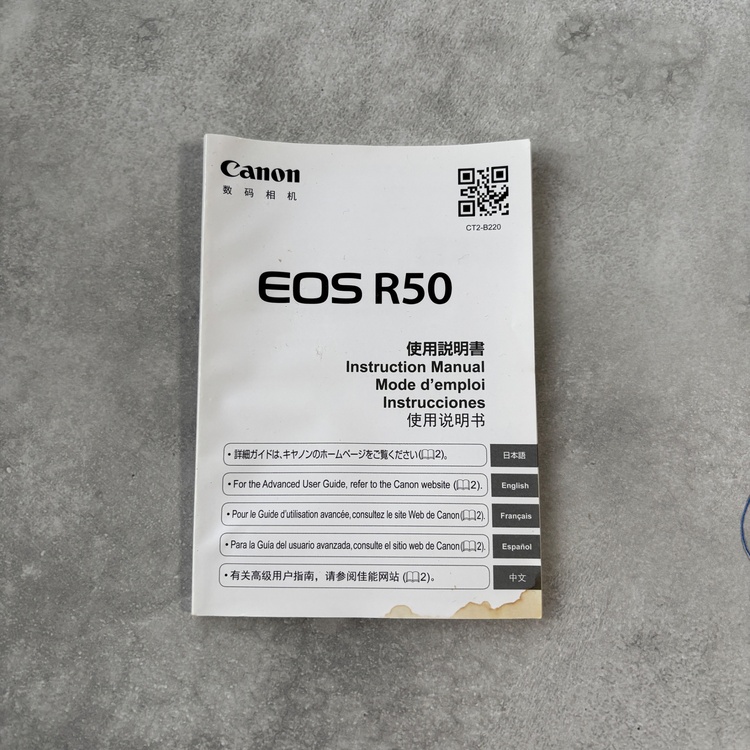 Canon
数码相机
CT2-B220
EOS R50
使用説明書
Instruction Manual
Mode d'emploi
Instrucciones
使用说明书
• 詳細ガイドは、キヤノンのホームページをご覧ください(📖2)。 日本語
• For the Advanced User Guide, refer to the Canon website (📖2). English
• Pour le Guide d'utilisation avancée, consultez le site Web de Canon(📖2). Français
• Para la Guía del usuario avanzada, consulte el sitio web de Canon(📖2). Español
• 有关高级用户指南，请参阅佳能网站 (📖2)。 中文